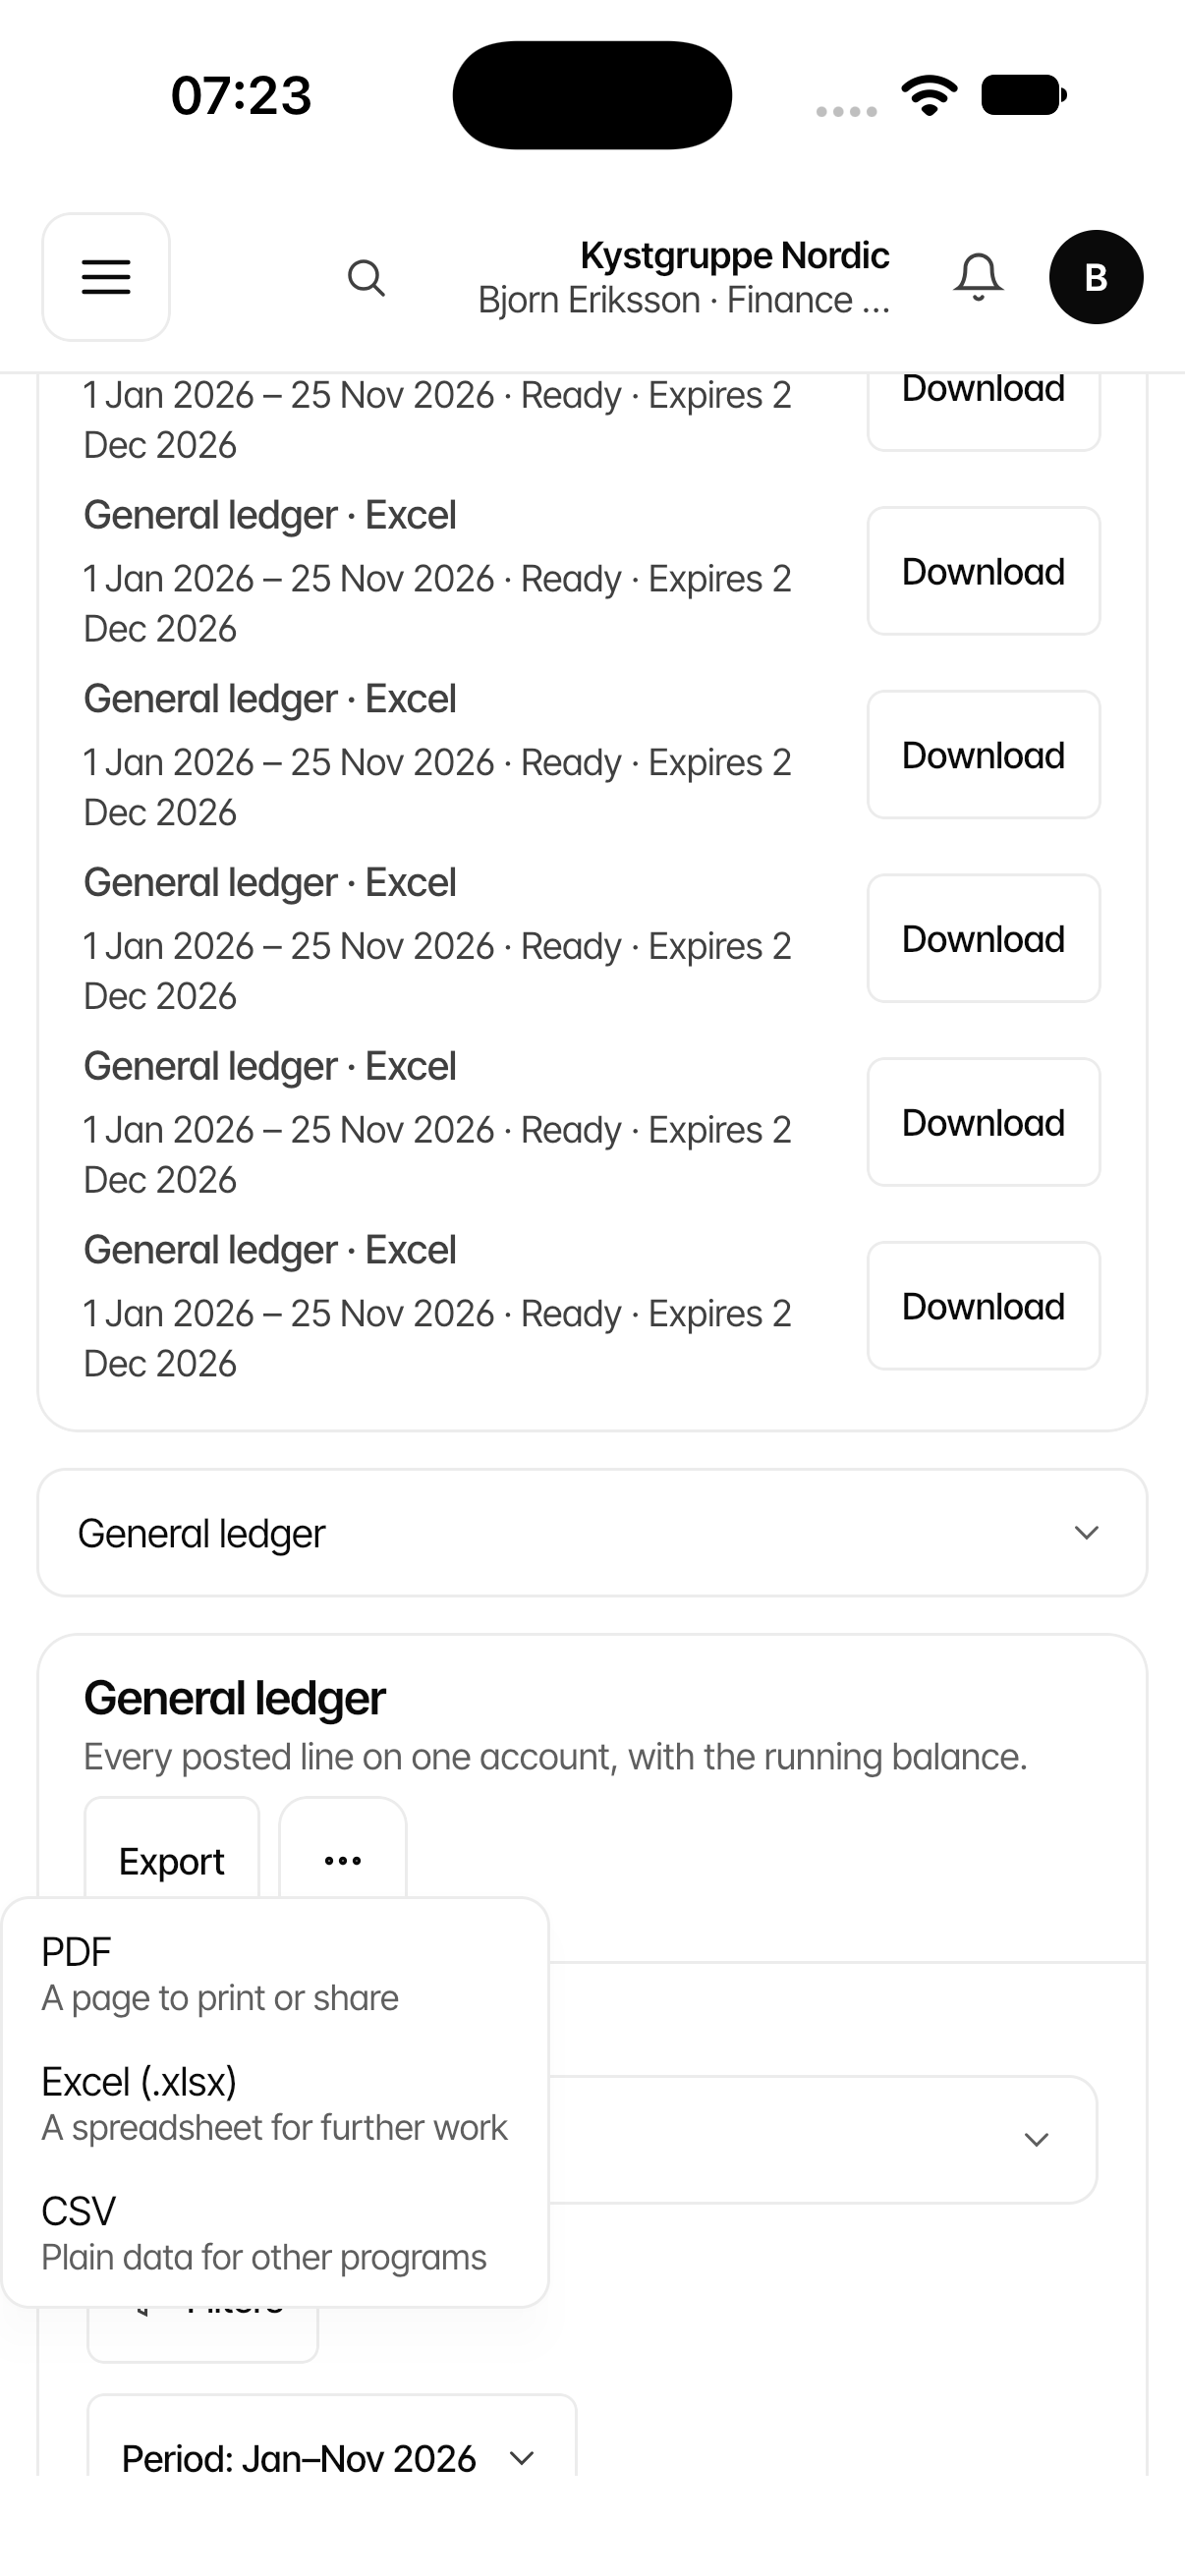 07:23
Kystgruppe Nordic
Bjorn Eriksson · Finance ...
B
1 Jan 2026 – 25 Nov 2026 · Ready · Expires 2
Dec 2026
Download
General ledger · Excel
1 Jan 2026 – 25 Nov 2026 · Ready · Expires 2
Dec 2026
Download
General ledger · Excel
1 Jan 2026 – 25 Nov 2026 · Ready · Expires 2
Dec 2026
Download
General ledger · Excel
1 Jan 2026 – 25 Nov 2026 · Ready · Expires 2
Dec 2026
Download
General ledger · Excel
1 Jan 2026 – 25 Nov 2026 · Ready · Expires 2
Dec 2026
Download
General ledger · Excel
1 Jan 2026 – 25 Nov 2026 · Ready · Expires 2
Dec 2026
Download
General ledger
General ledger
Every posted line on one account, with the running balance.
Export
PDF
A page to print or share
Excel (.xlsx)
A spreadsheet for further work
CSV
Plain data for other programs
Filters
Period: Jan–Nov 2026